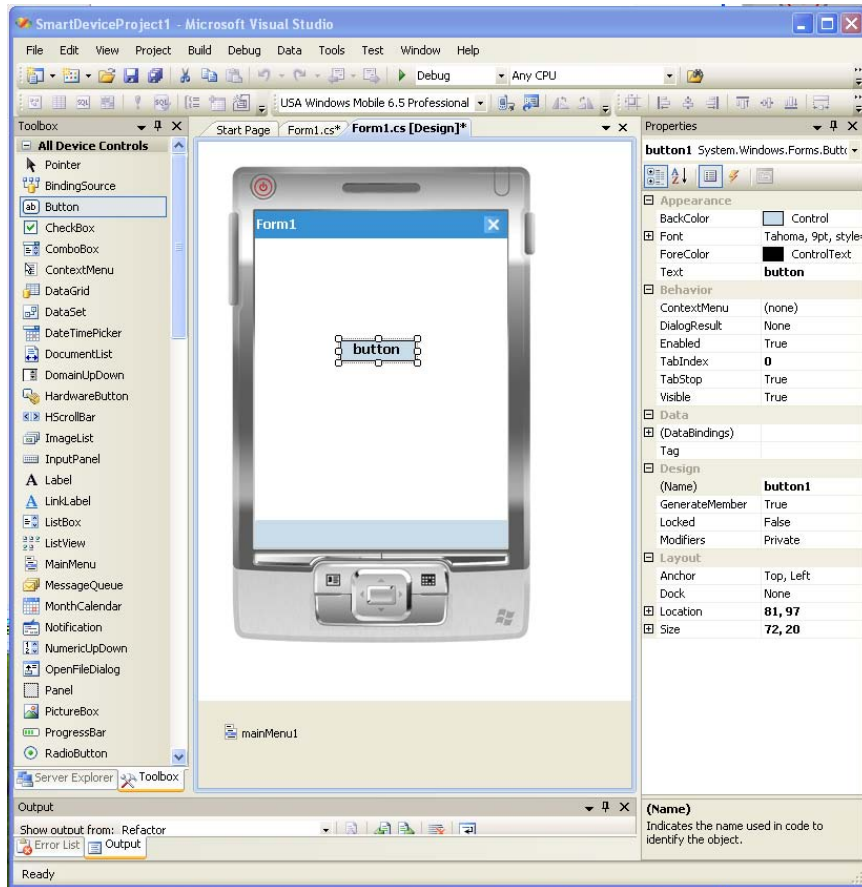 SmartDeviceProject1 - Microsoft Visual Studio
File Edit View Project Build Debug Data Tools Test Window Help
Debug Any CPU
USA Windows Mobile 6.5 Professional
Toolbox
All Device Controls
Pointer
BindingSource
Button
CheckBox
ComboBox
ContextMenu
DataGrid
DataSet
DateTimePicker
DocumentList
DomainUpDown
HardwareButton
HScrollBar
ImageList
InputPanel
Label
LinkLabel
ListBox
ListView
MainMenu
MessageQueue
MonthCalendar
Notification
NumericUpDown
OpenFileDialog
Panel
PictureBox
ProgressBar
RadioButton
Server Explorer Toolbox
Start Page Form1.cs* Form1.cs [Design]*
Form1
button
mainMenu1
Properties
button1 System.Windows.Forms.Butt
Appearance
BackColor Control
Font Tahoma, 9pt, style=
ForeColor ControlText
Text button
Behavior
ContextMenu (none)
DialogResult None
Enabled True
TabIndex 0
TabStop True
Visible True
Data
(DataBindings)
Tag
Design
(Name) button1
GenerateMember True
Locked False
Modifiers Private
Layout
Anchor Top, Left
Dock None
Location 81, 97
Size 72, 20
(Name)
Indicates the name used in code to
identify the object.
Output
Show output from: Refactor
Error List Output
Ready